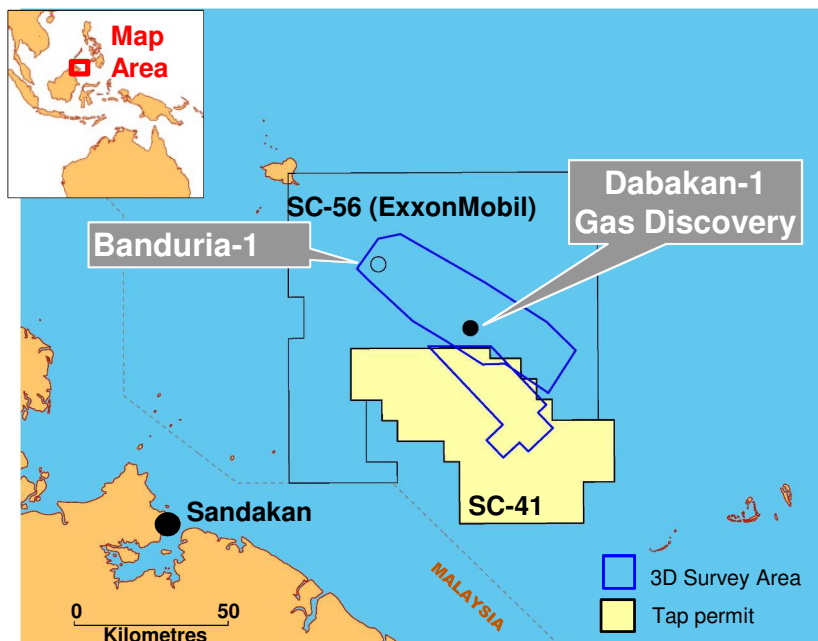 Map
Area
SC-56 (ExxonMobil)
Dabakan-1
Gas Discovery
Banduria-1
SC-41
Sandakan
MALAYSIA
0 50
Kilometres
3D Survey Area
Tap permit